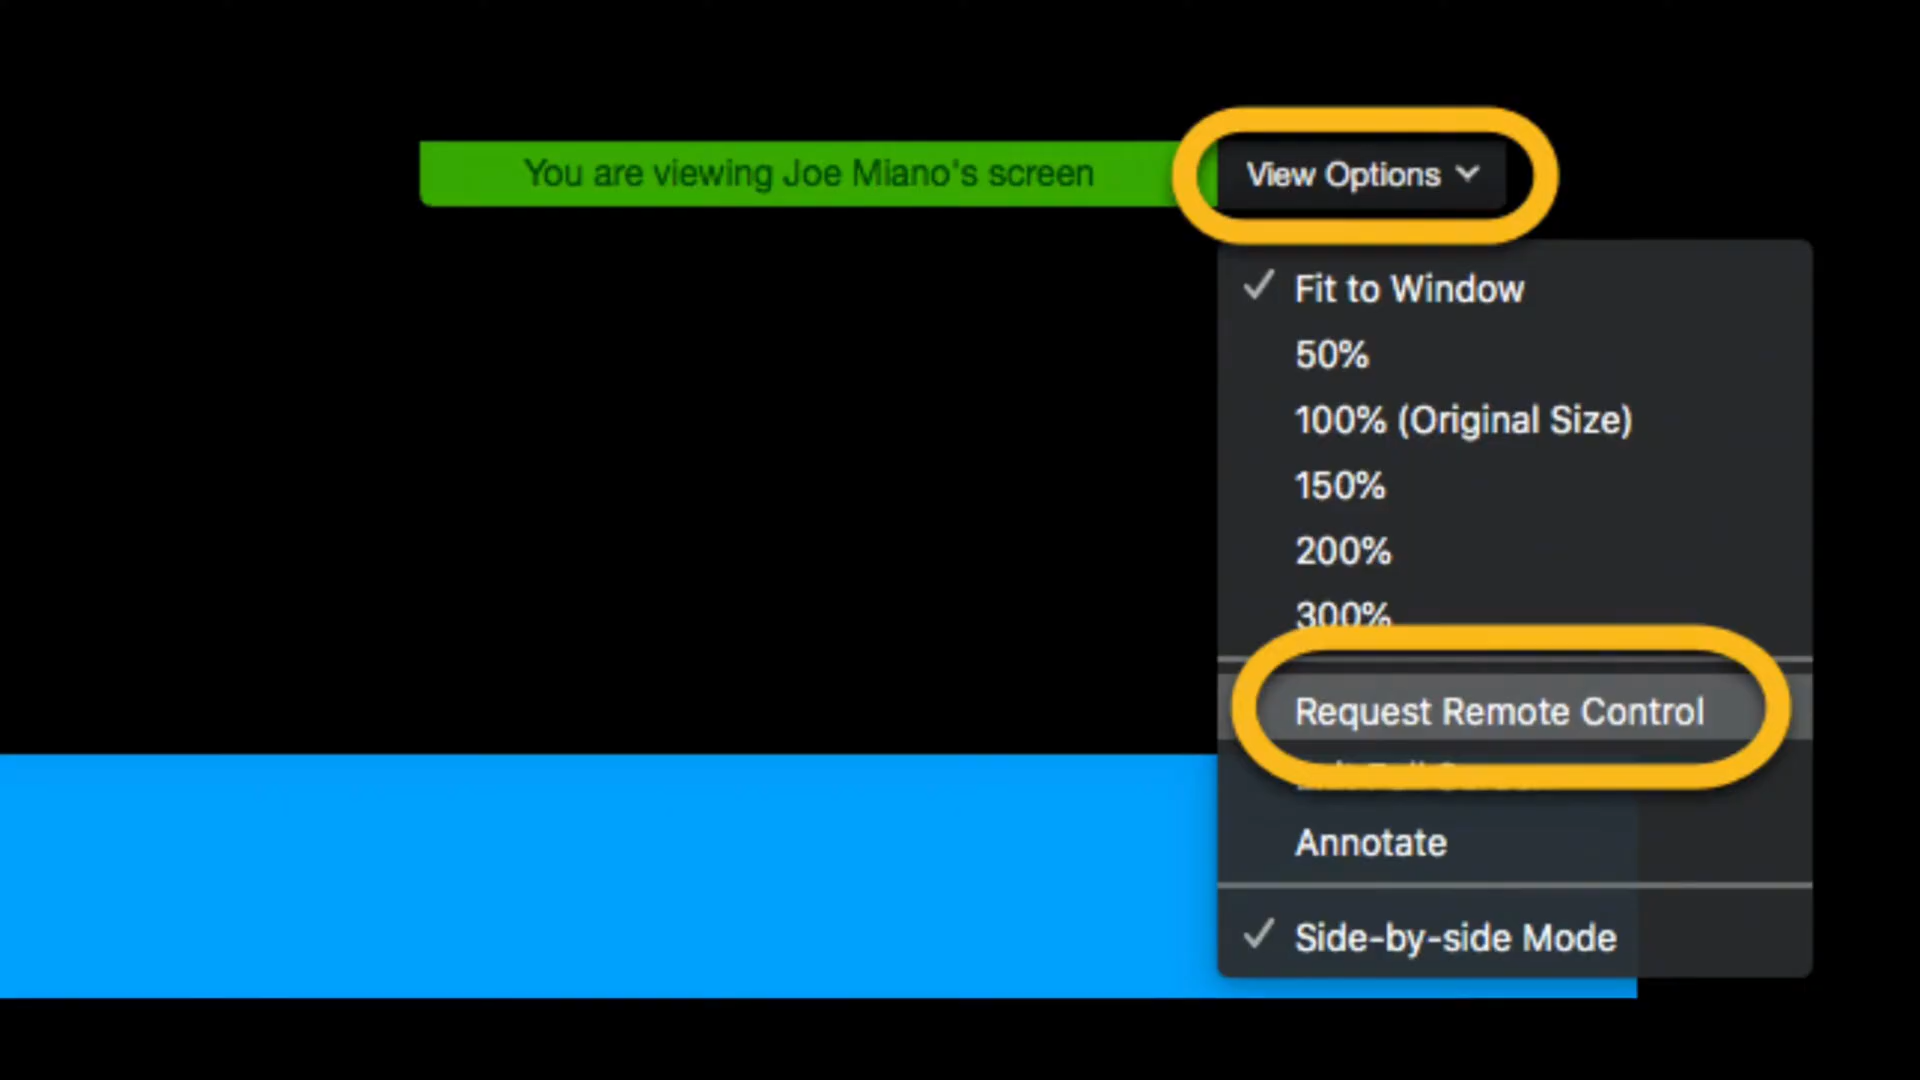 You are viewing Joe Miano's screen
View Options
Fit to Window
50%
100% (Original Size)
150%
200%
300%
Request Remote Control
Annotate
Side-by-side Mode